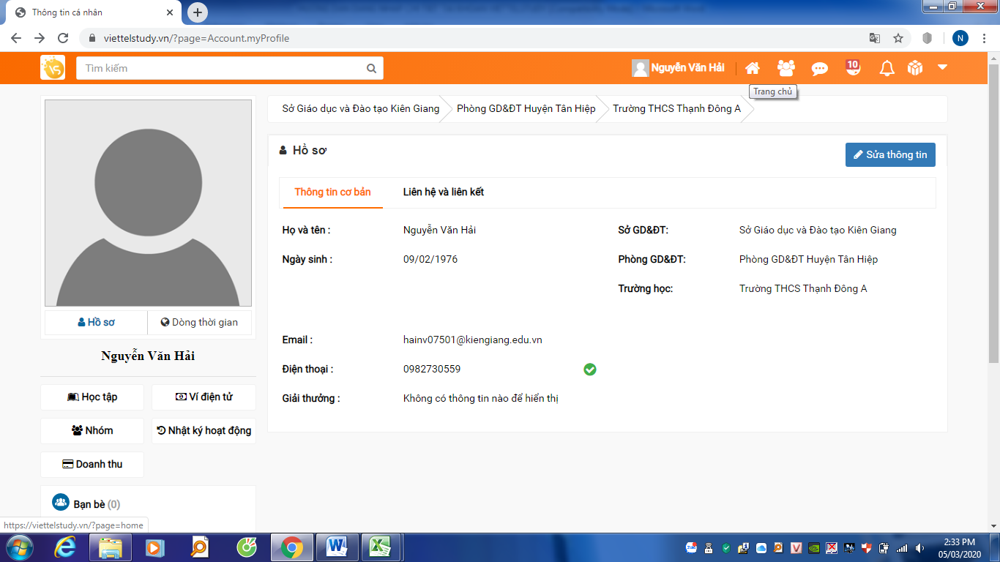 Thông tin cá nhân
viettelstudy.vn/?page=Account.myProfile
N
VS
Tìm kiếm
Nguyễn Văn Hải
10
Trang chủ
Sở Giáo dục và Đào tạo Kiên Giang
Phòng GD&ĐT Huyện Tân Hiệp
Trường THCS Thạnh Đông A
Hồ sơ
Sửa thông tin
Thông tin cơ bản
Liên hệ và liên kết
Họ và tên : Nguyễn Văn Hải
Sở GD&ĐT: Sở Giáo dục và Đào tạo Kiên Giang
Ngày sinh : 09/02/1976
Phòng GD&ĐT: Phòng GD&ĐT Huyện Tân Hiệp
Trường học: Trường THCS Thạnh Đông A
Email : hainv07501@kiengiang.edu.vn
Điện thoại : 0982730559
Giải thưởng : Không có thông tin nào để hiển thị
Hồ sơ
Dòng thời gian
Nguyễn Văn Hải
Học tập
Ví điện tử
Nhóm
Nhật ký hoạt động
Doanh thu
Bạn bè (0)
https://viettelstudy.vn/?page=home
2:33 PM
05/03/2020